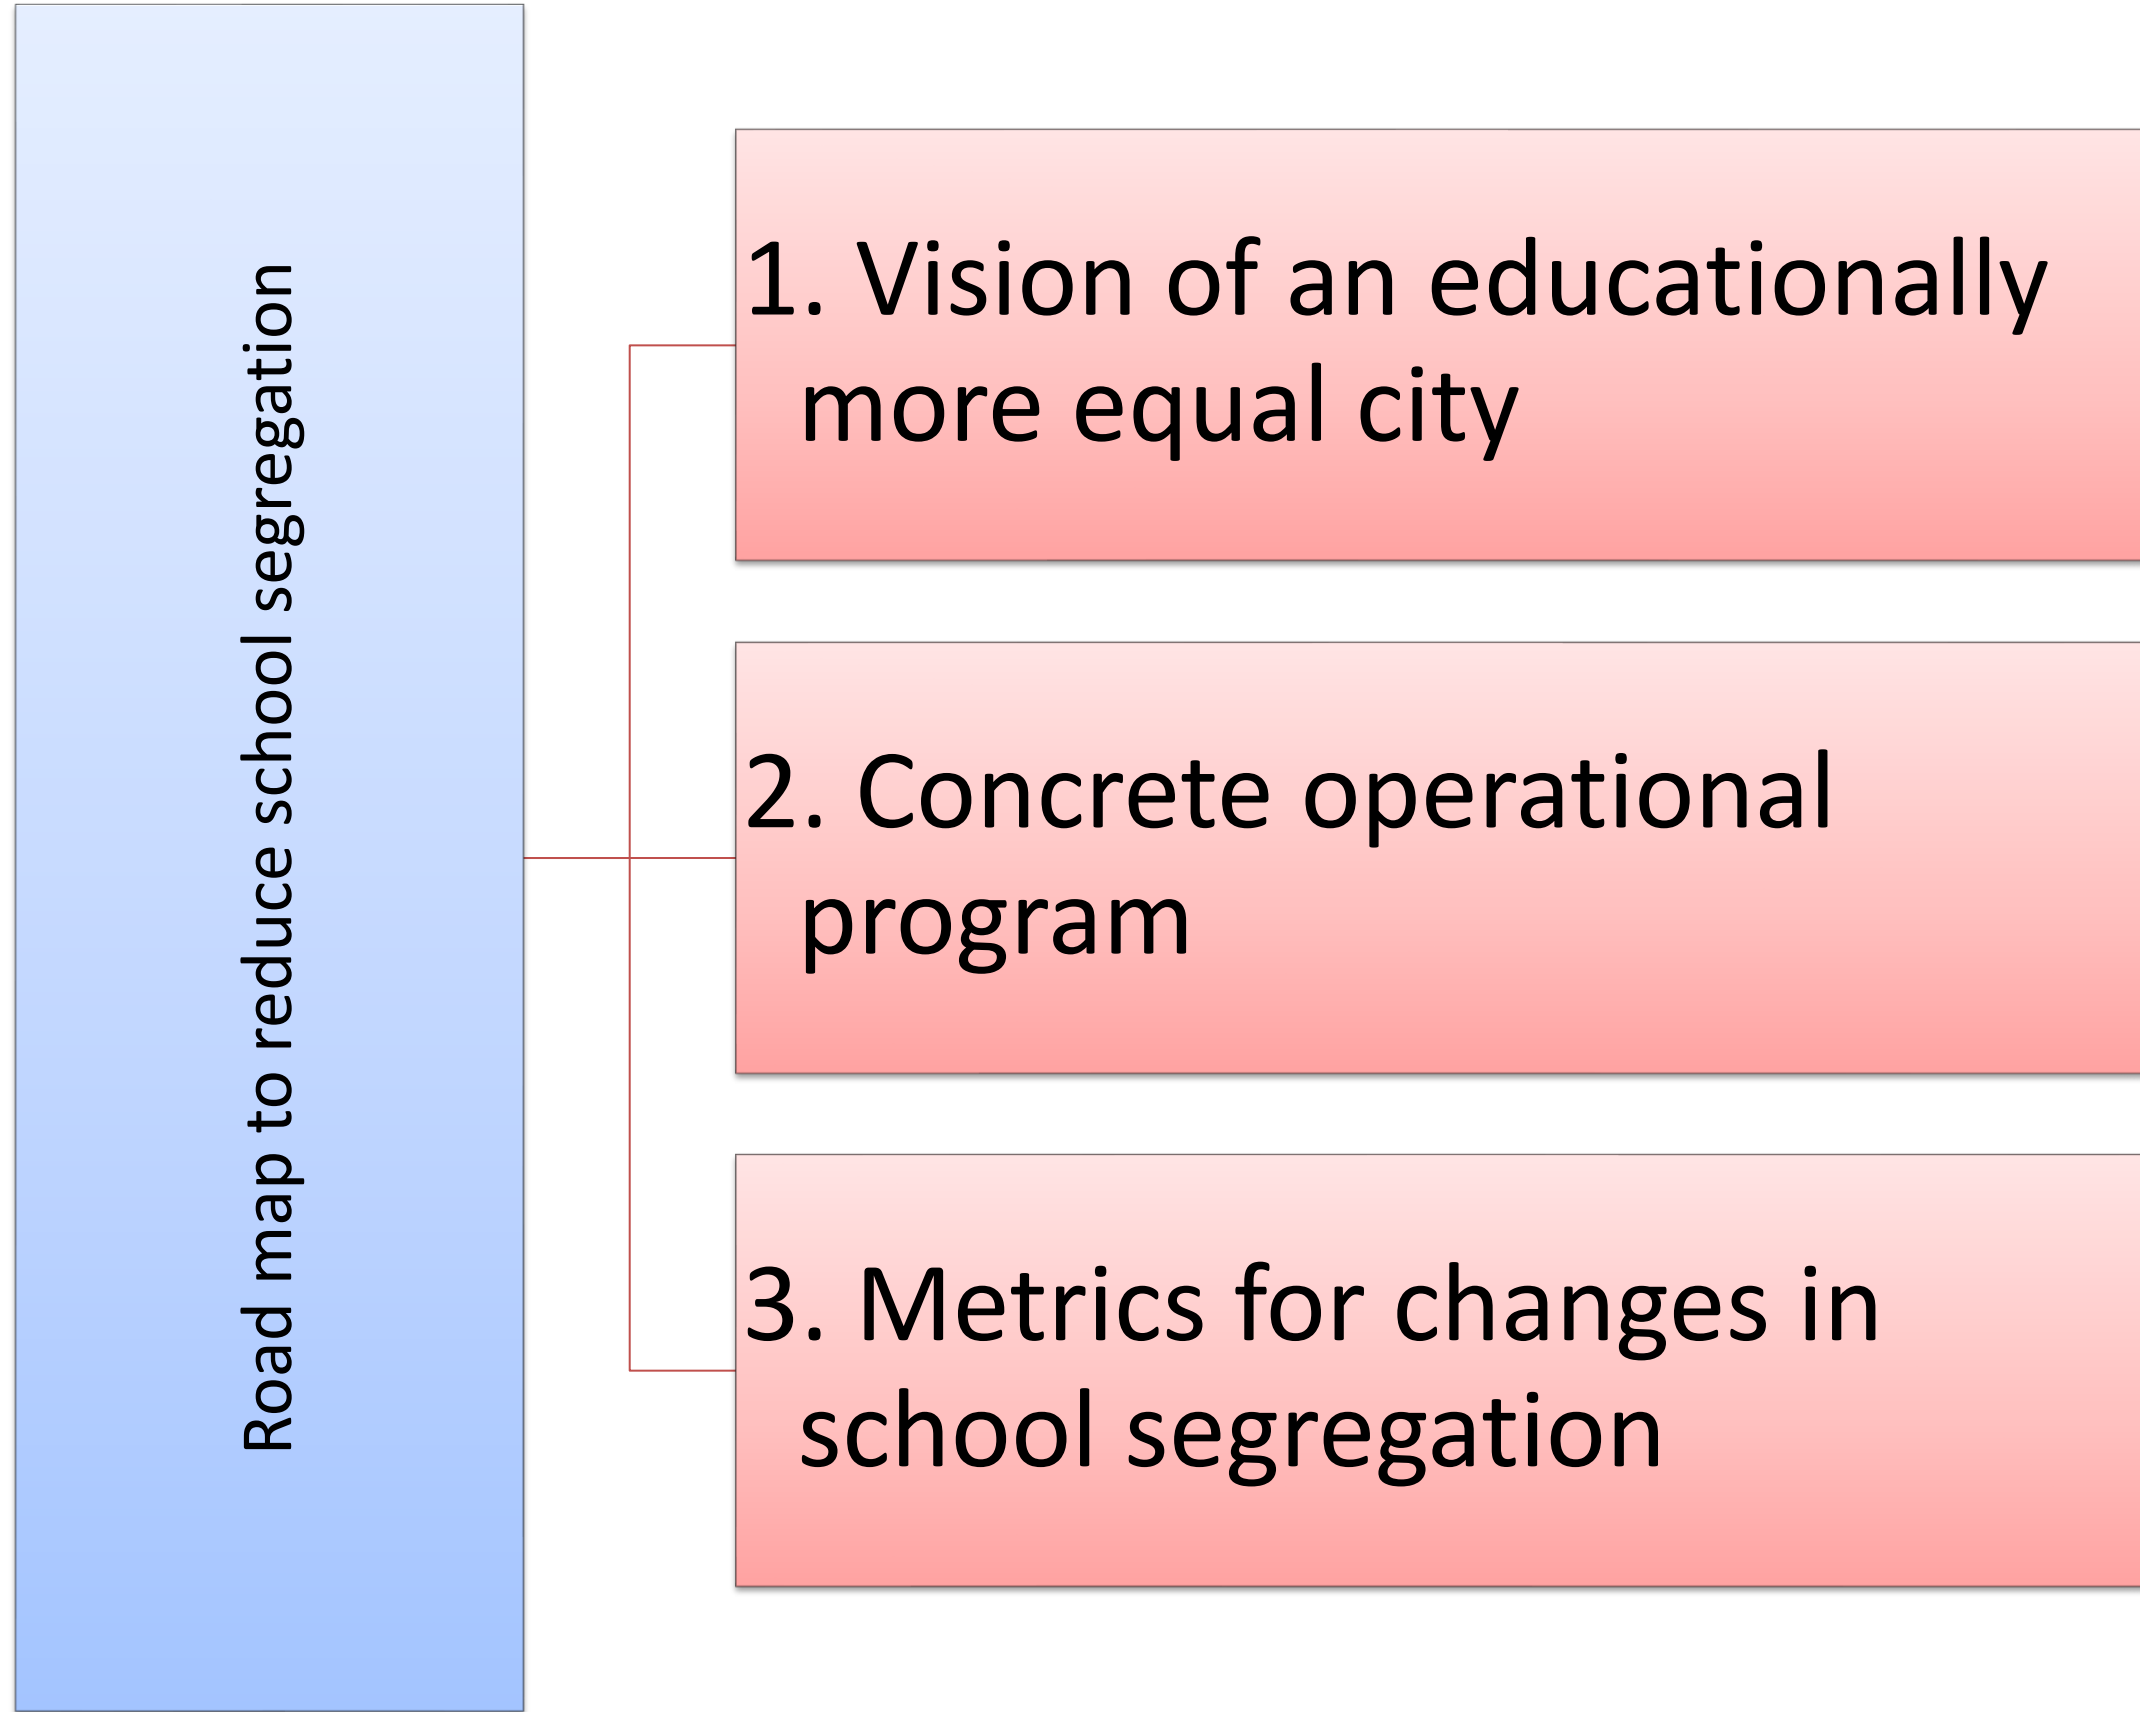 Road map to reduce school segregation
1. Vision of an educationally
more equal city
2. Concrete operational
program
3. Metrics for changes in
school segregation